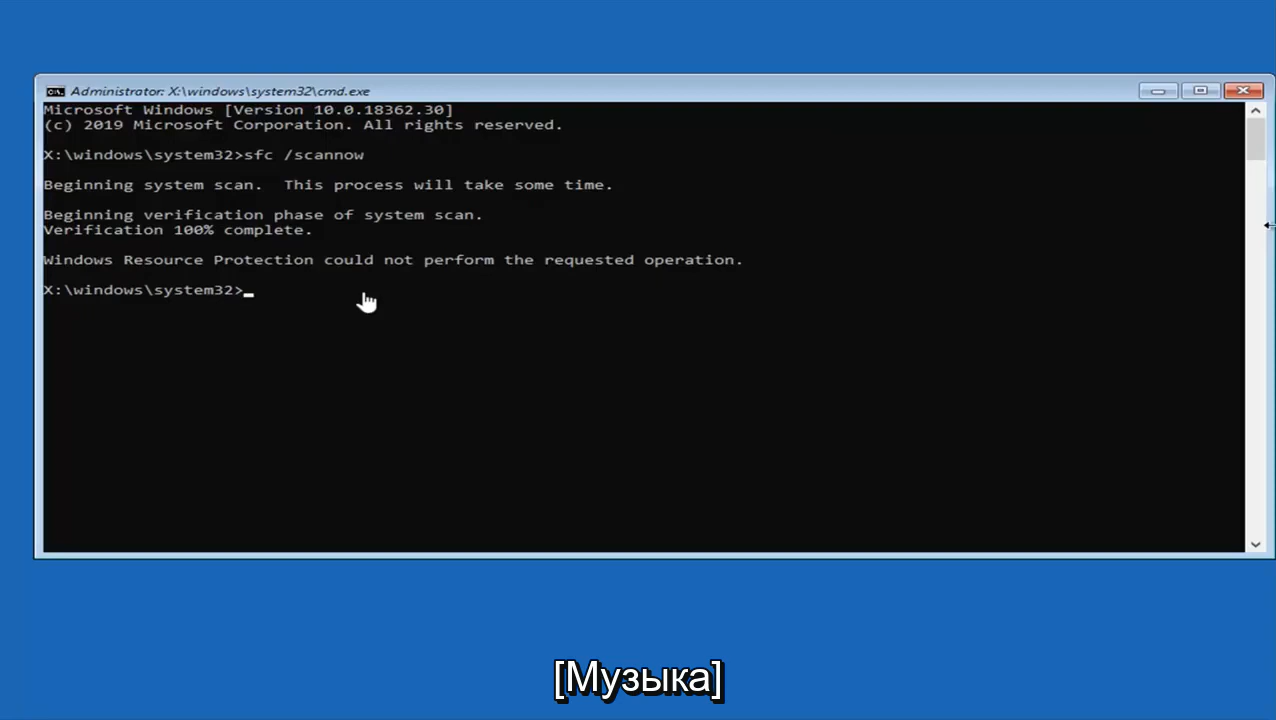 Administrator: X:\windows\system32\cmd.exe
Microsoft Windows [Version 10.0.18362.30]
(c) 2019 Microsoft Corporation. All rights reserved.
X:\windows\system32>sfc /scannow
Beginning system scan.  This process will take some time.
Beginning verification phase of system scan.
Verification 100% complete.
Windows Resource Protection could not perform the requested operation.
X:\windows\system32>
[Музыка]